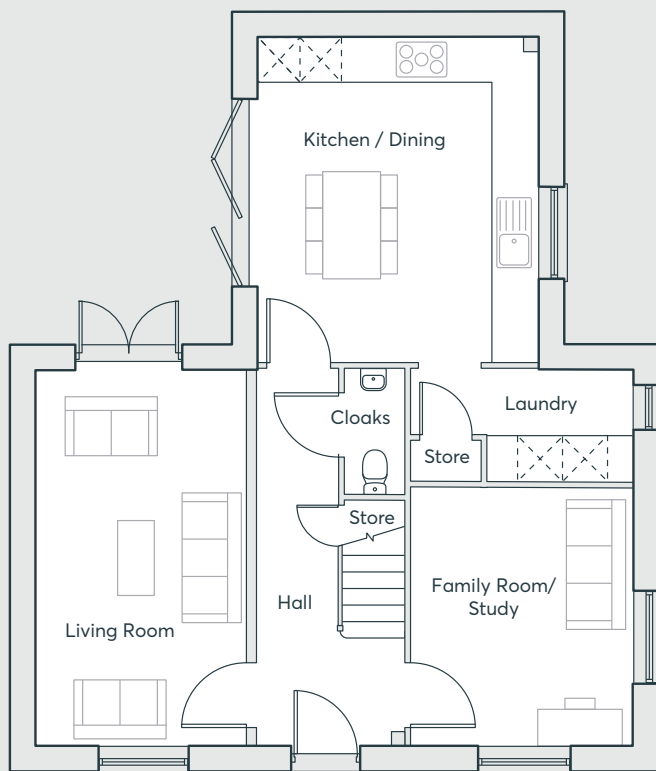 Kitchen / Dining
Cloaks
Laundry
Store
Store
Family Room/
Study
Hall
Living Room